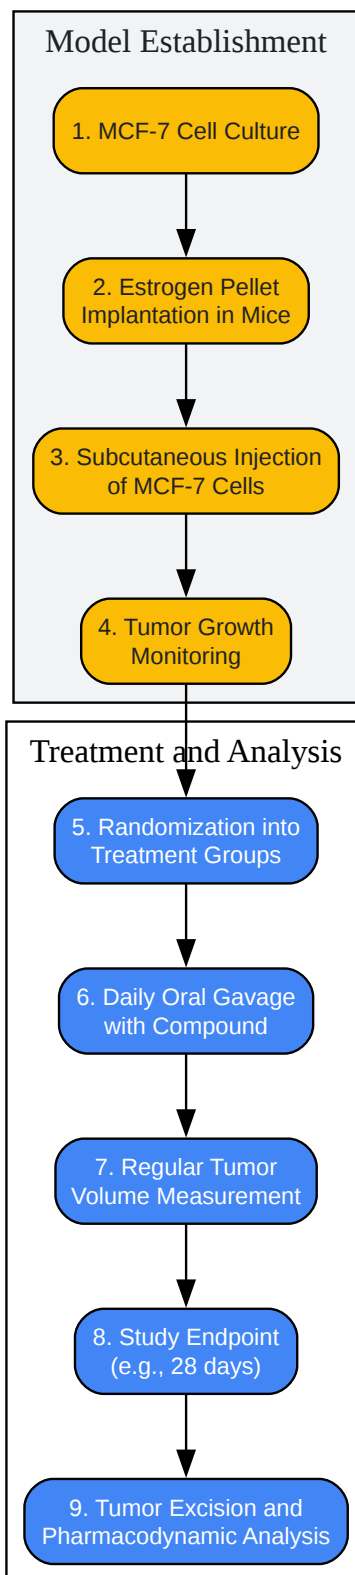 Model Establishment
1. MCF-7 Cell Culture
2. Estrogen Pellet
Implantation in Mice
3. Subcutaneous Injection
of MCF-7 Cells
4. Tumor Growth
Monitoring
Treatment and Analysis
5. Randomization into
Treatment Groups
6. Daily Oral Gavage
with Compound
7. Regular Tumor
Volume Measurement
8. Study Endpoint
(e.g., 28 days)
9. Tumor Excision and
Pharmacodynamic Analysis